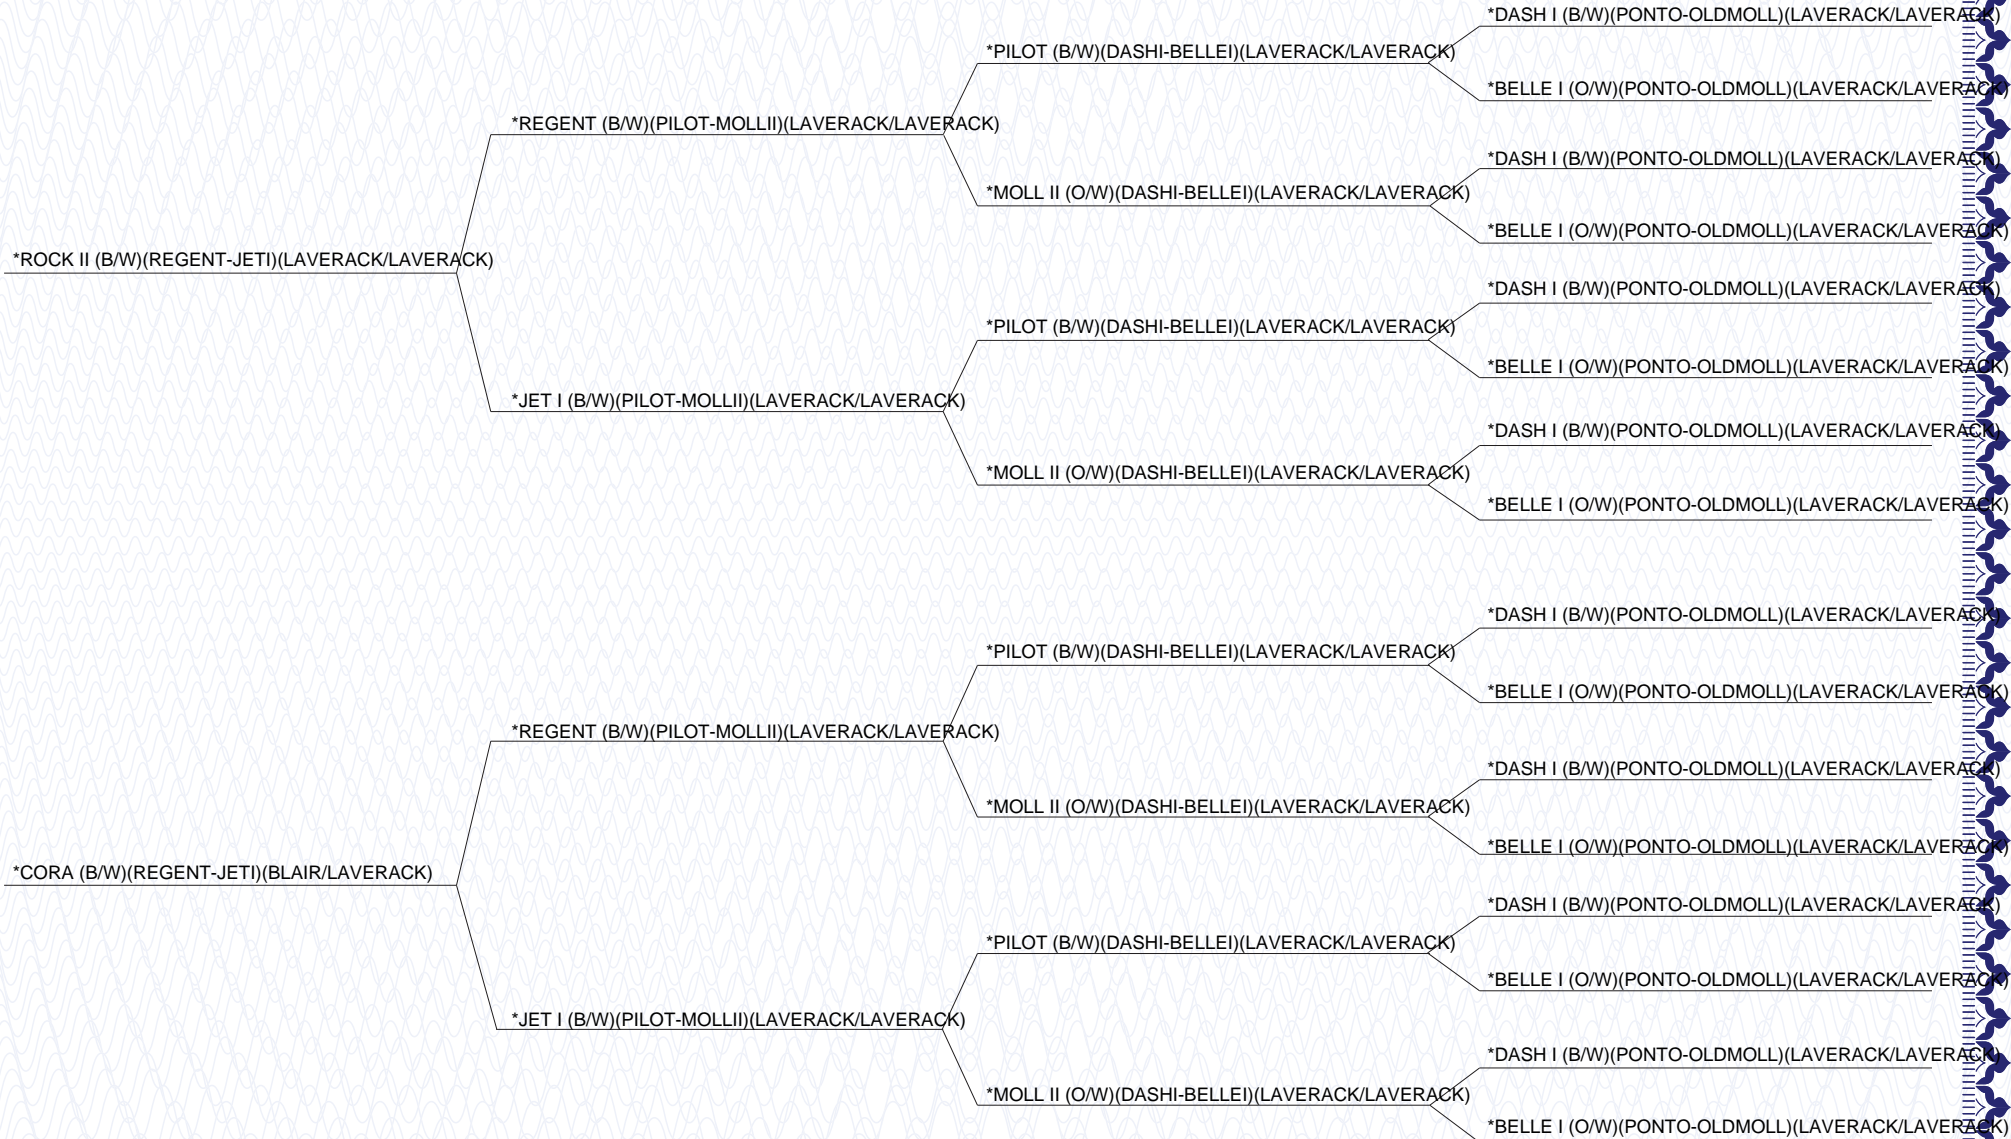 *DASH I (B/W)(PONTO-OLDMOLL)(LAVERACK/LAVERACK)
*PILOT (B/W)(DASHI-BELLEI)(LAVERACK/LAVERACK)
*BELLE I (O/W)(PONTO-OLDMOLL)(LAVERACK/LAVERACK)
*REGENT (B/W)(PILOT-MOLLII)(LAVERACK/LAVERACK)
*DASH I (B/W)(PONTO-OLDMOLL)(LAVERACK/LAVERACK)
*MOLL II (O/W)(DASHI-BELLEI)(LAVERACK/LAVERACK)
*BELLE I (O/W)(PONTO-OLDMOLL)(LAVERACK/LAVERACK)
*ROCK II (B/W)(REGENT-JETI)(LAVERACK/LAVERACK)
*DASH I (B/W)(PONTO-OLDMOLL)(LAVERACK/LAVERACK)
*PILOT (B/W)(DASHI-BELLEI)(LAVERACK/LAVERACK)
*BELLE I (O/W)(PONTO-OLDMOLL)(LAVERACK/LAVERACK)
*JET I (B/W)(PILOT-MOLLII)(LAVERACK/LAVERACK)
*DASH I (B/W)(PONTO-OLDMOLL)(LAVERACK/LAVERACK)
*MOLL II (O/W)(DASHI-BELLEI)(LAVERACK/LAVERACK)
*BELLE I (O/W)(PONTO-OLDMOLL)(LAVERACK/LAVERACK)
*DASH I (B/W)(PONTO-OLDMOLL)(LAVERACK/LAVERACK)
*PILOT (B/W)(DASHI-BELLEI)(LAVERACK/LAVERACK)
*BELLE I (O/W)(PONTO-OLDMOLL)(LAVERACK/LAVERACK)
*REGENT (B/W)(PILOT-MOLLII)(LAVERACK/LAVERACK)
*DASH I (B/W)(PONTO-OLDMOLL)(LAVERACK/LAVERACK)
*MOLL II (O/W)(DASHI-BELLEI)(LAVERACK/LAVERACK)
*BELLE I (O/W)(PONTO-OLDMOLL)(LAVERACK/LAVERACK)
*CORA (B/W)(REGENT-JETI)(BLAIR/LAVERACK)
*DASH I (B/W)(PONTO-OLDMOLL)(LAVERACK/LAVERACK)
*PILOT (B/W)(DASHI-BELLEI)(LAVERACK/LAVERACK)
*BELLE I (O/W)(PONTO-OLDMOLL)(LAVERACK/LAVERACK)
*JET I (B/W)(PILOT-MOLLII)(LAVERACK/LAVERACK)
*DASH I (B/W)(PONTO-OLDMOLL)(LAVERACK/LAVERACK)
*MOLL II (O/W)(DASHI-BELLEI)(LAVERACK/LAVERACK)
*BELLE I (O/W)(PONTO-OLDMOLL)(LAVERACK/LAVERACK)